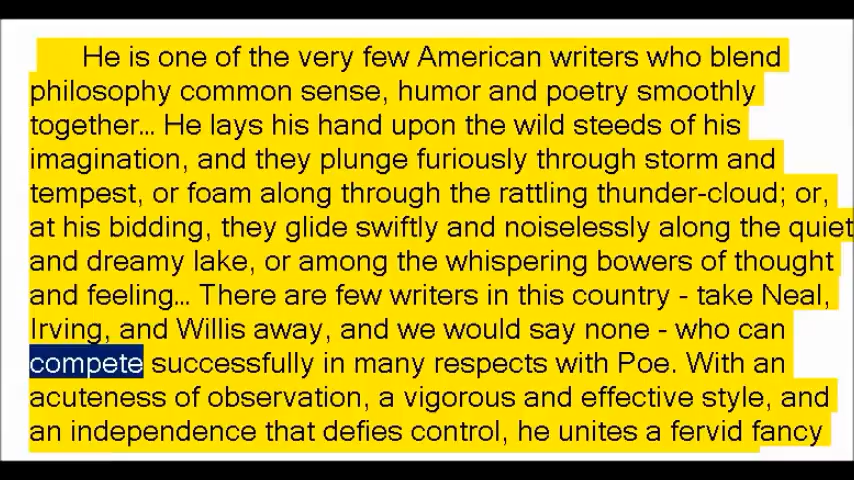 He is one of the very few American writers who blend
philosophy common sense, humor and poetry smoothly
together... He lays his hand upon the wild steeds of his
imagination, and they plunge furiously through storm and
tempest, or foam along through the rattling thunder-cloud; or,
at his bidding, they glide swiftly and noiselessly along the quiet
and dreamy lake, or among the whispering bowers of thought
and feeling... There are few writers in this country - take Neal,
Irving, and Willis away, and we would say none - who can
compete successfully in many respects with Poe. With an
acuteness of observation, a vigorous and effective style, and
an independence that defies control, he unites a fervid fancy